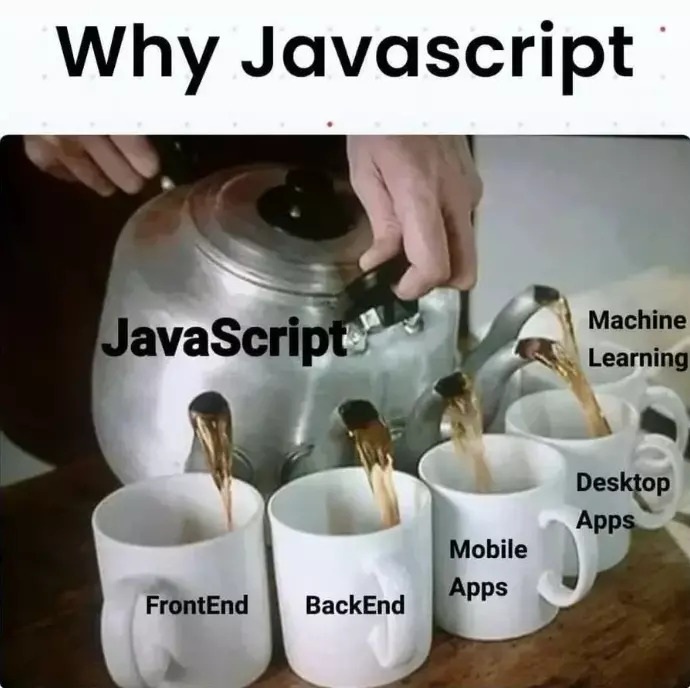 Why Javascript
JavaScript
Machine
Learning
Desktop
Apps
Mobile
Apps
FrontEnd
BackEnd